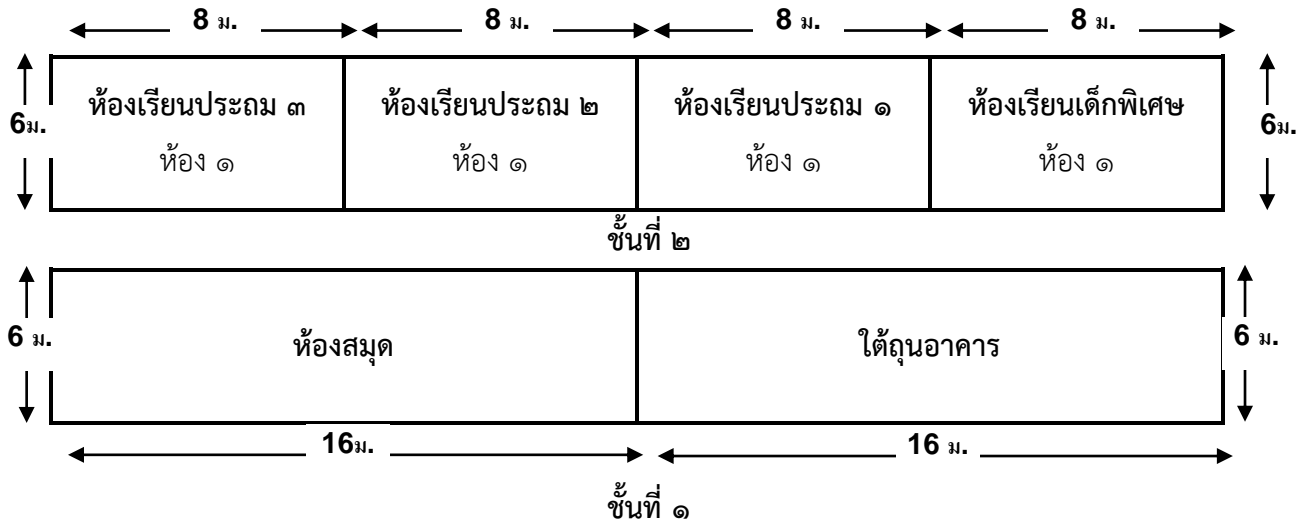 8 ม. 8 ม. 8 ม. 8 ม.
6ม. ห้องเรียนประถม ๓ ห้องเรียนประถม ๒ ห้องเรียนประถม ๑ ห้องเรียนเด็กพิเศษ 6ม.
ห้อง ๑ ห้อง ๑ ห้อง ๑ ห้อง ๑
ชั้นที่ ๒
6 ม. ห้องสมุด ใต้ถุนอาคาร 6 ม.
16ม. 16 ม.
ชั้นที่ ๑